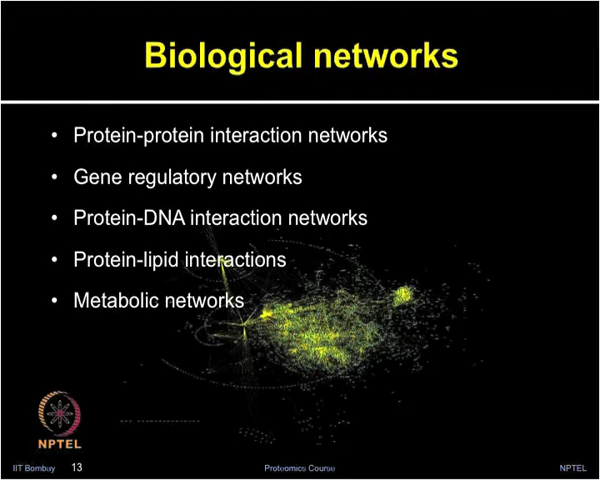 Biological networks
• Protein-protein interaction networks
• Gene regulatory networks
• Protein-DNA interaction networks
• Protein-lipid interactions
• Metabolic networks
NPTEL
IIT Bombay 13 Proteomics Course NPTEL